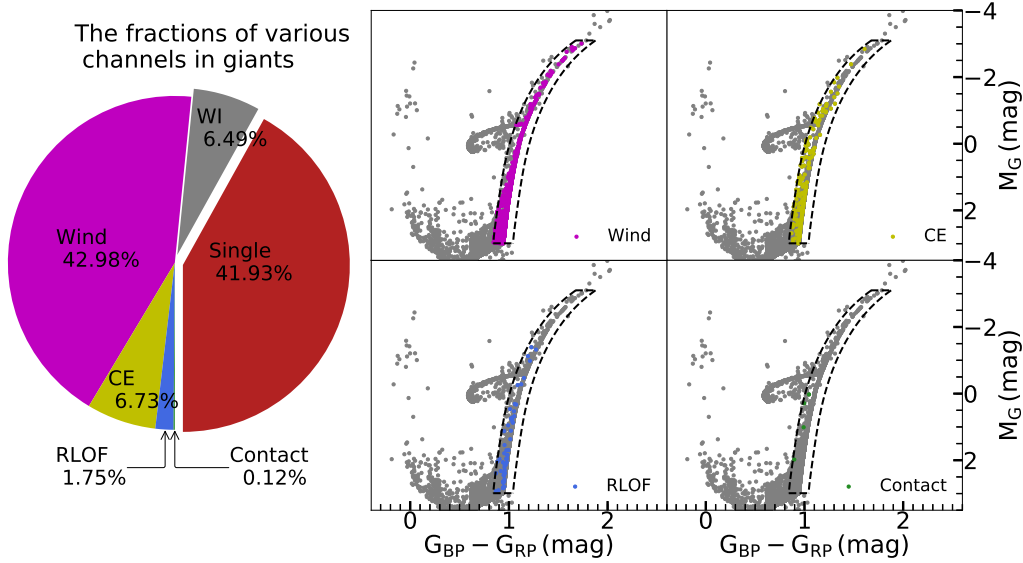 The fractions of various
channels in giants
WI
6.49%
Wind
42.98%
Single
41.93%
CE
6.73%
RLOF
1.75%
Contact
0.12%
Wind
CE
RLOF
Contact
−4
−2
0
2
M_G (mag)
−4
−2
0
2
M_G (mag)
0 1 2
G_BP − G_RP (mag)
0 1 2
G_BP − G_RP (mag)